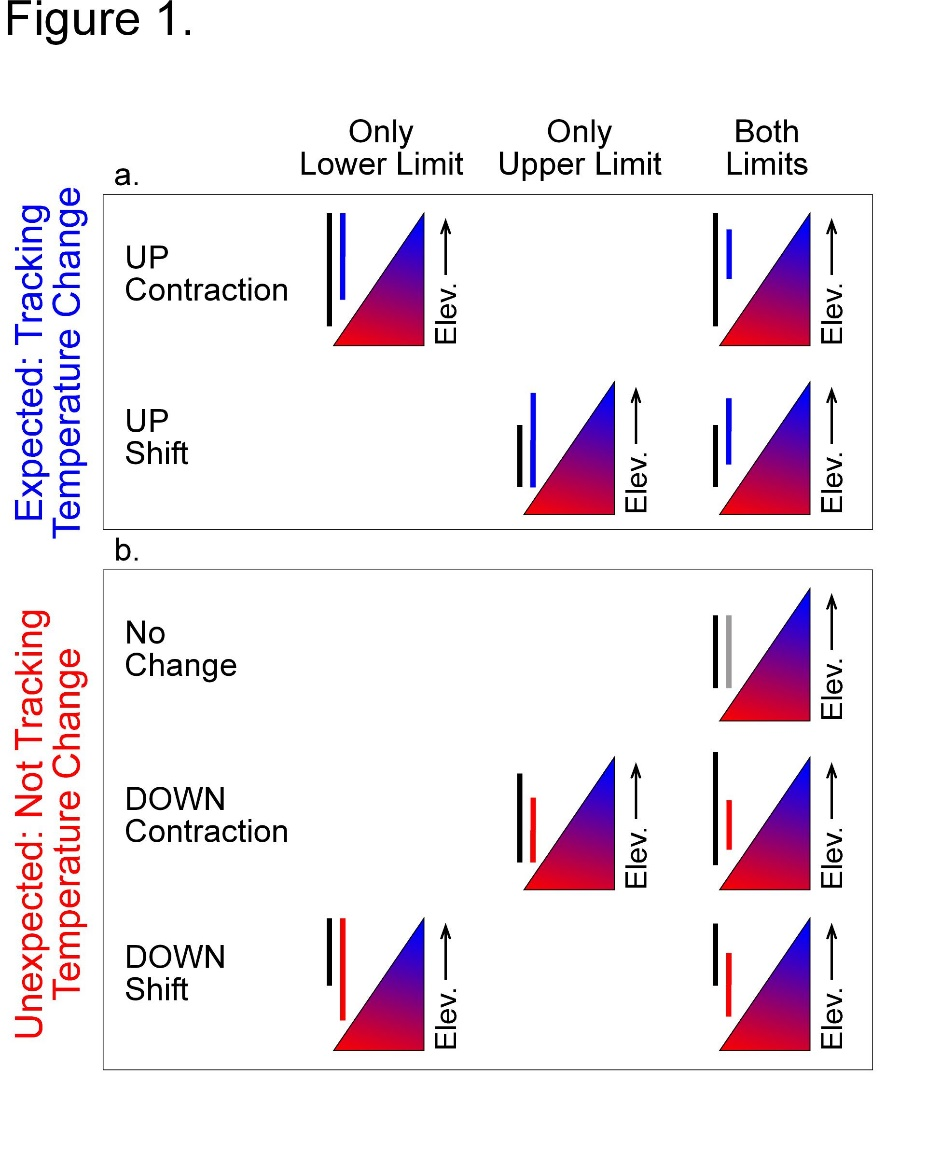 Figure 1.
Only
Lower Limit
Only
Upper Limit
Both
Limits
a.
Expected: Tracking
Temperature Change
UP
Contraction
Elev.
Elev.
UP
Shift
Elev.
Elev.
b.
Unexpected: Not Tracking
Temperature Change
No
Change
Elev.
DOWN
Contraction
Elev.
Elev.
DOWN
Shift
Elev.
Elev.